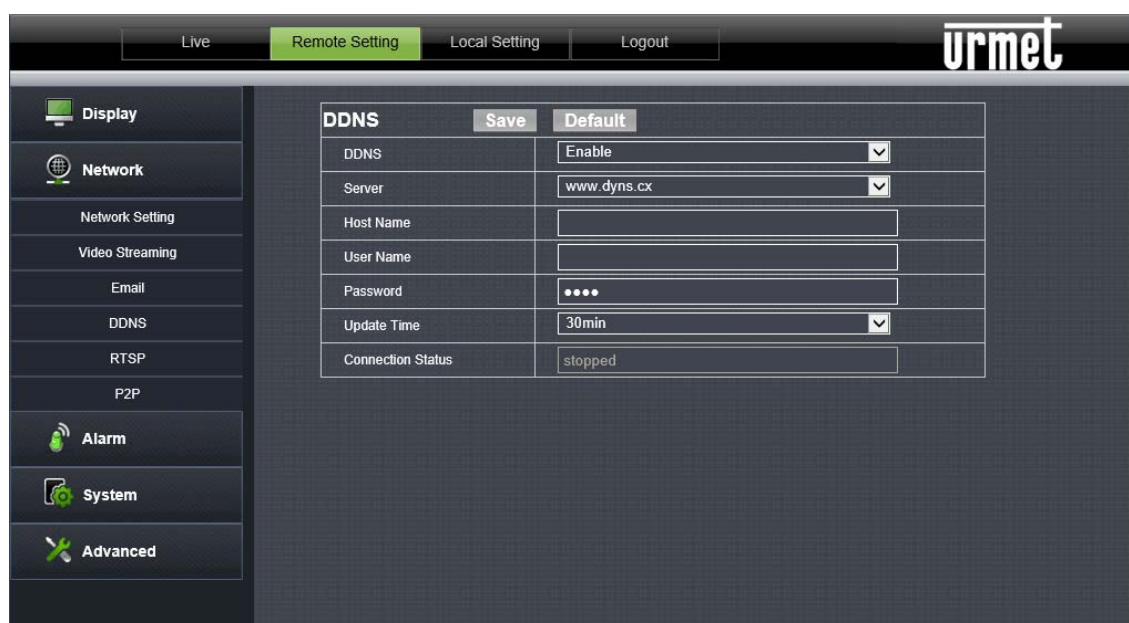 Live Remote Setting Local Setting Logout
urmet
Display
Network
Network Setting
Video Streaming
Email
DDNS
RTSP
P2P
Alarm
System
Advanced
DDNS Save Default
DDNS Enable
Server www.dyns.cx
Host Name
User Name
Password ••••
Update Time 30min
Connection Status stopped